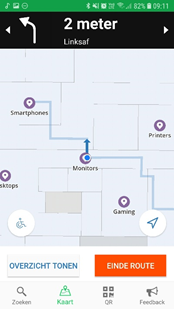 82% 09:11
2 meter
Linksaf
Smartphones
Printers
Monitors
sktops
Gaming
OVERZICHT TONEN
EINDE ROUTE
Zoeken
Kaart
QR
Feedback